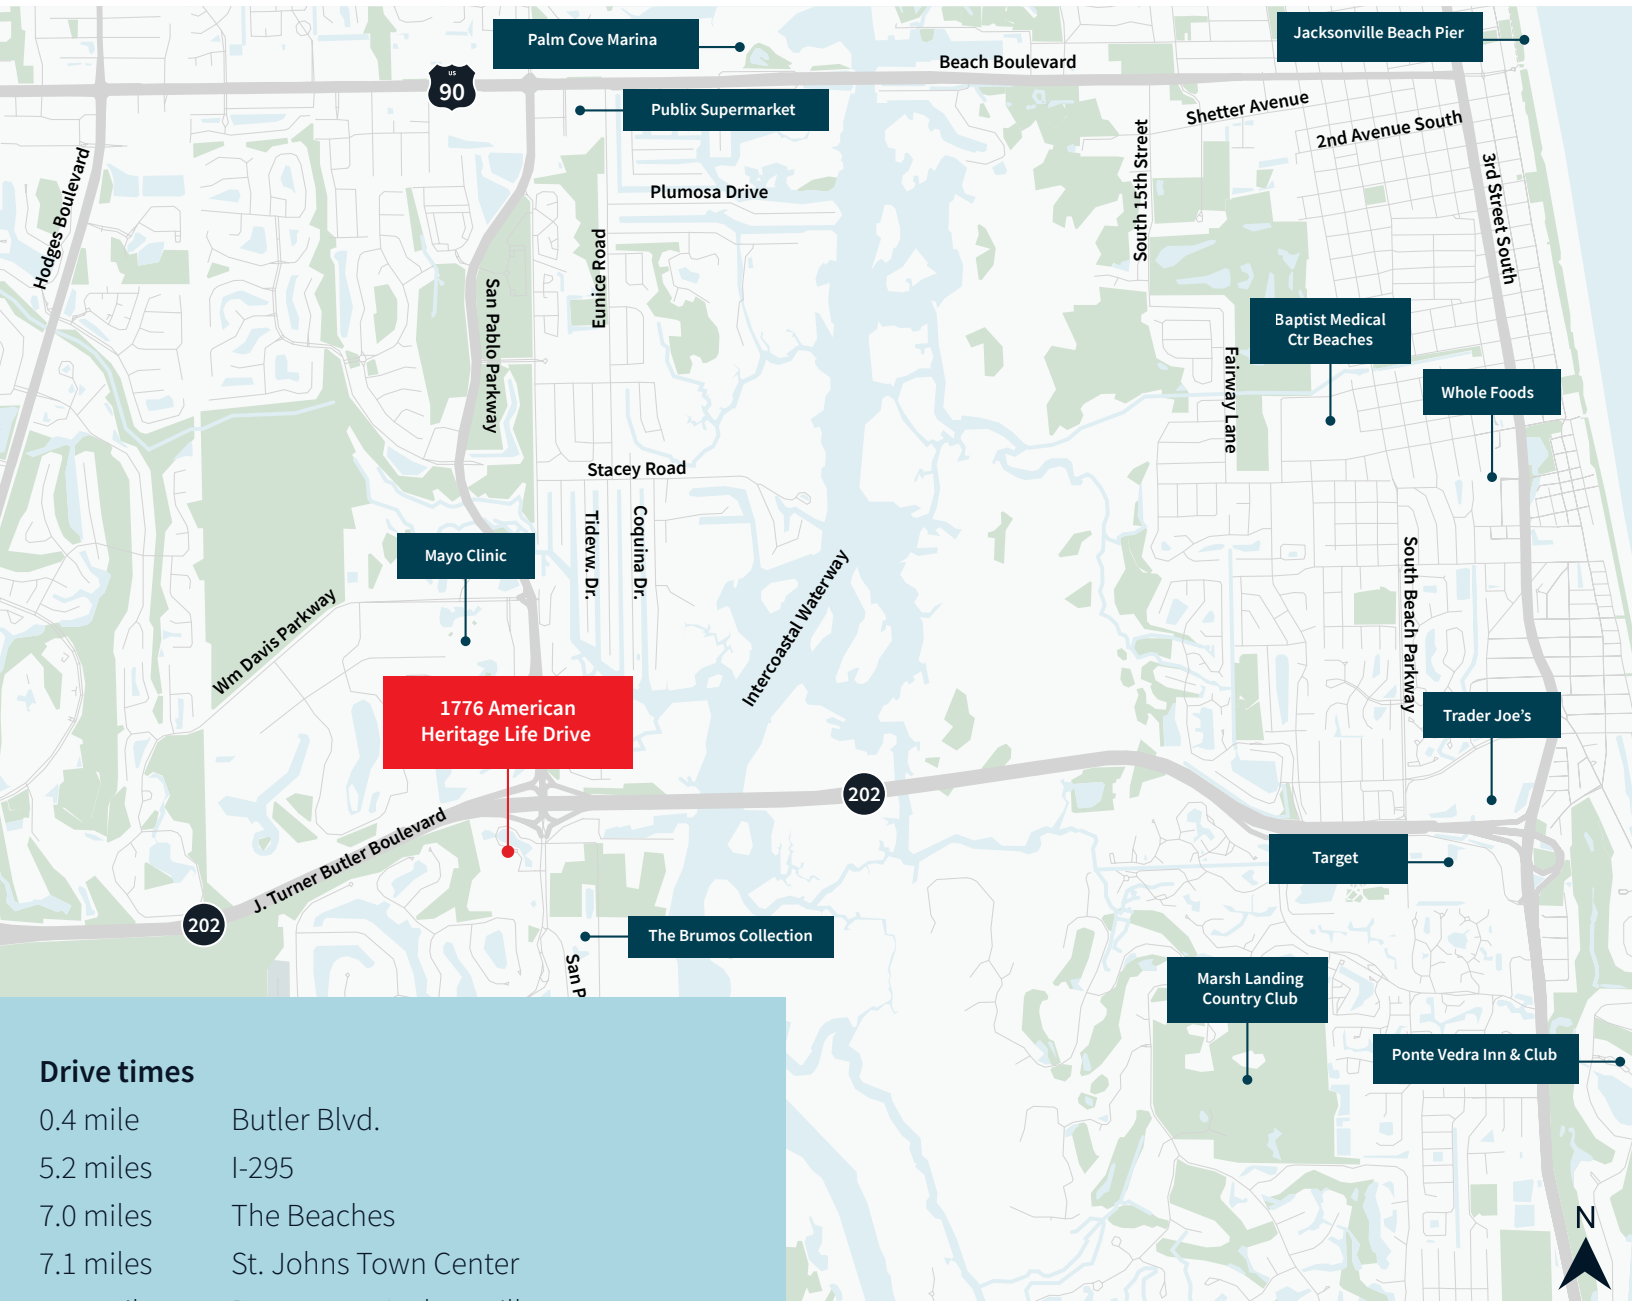 Palm Cove Marina
Jacksonville Beach Pier
Beach Boulevard
US
90
Publix Supermarket
Shetter Avenue
2nd Avenue South
Hodges Boulevard
South 15th Street
3rd Street South
Plumosa Drive
Eunice Road
San Pablo Parkway
Baptist Medical
Ctr Beaches
Fairway Lane
Whole Foods
Stacey Road
Tidevw. Dr.
Coquina Dr.
Mayo Clinic
Intercoastal Waterway
South Beach Parkway
Wm Davis Parkway
1776 American
Heritage Life Drive
Trader Joe's
202
J. Turner Butler Boulevard
Target
202
The Brumos Collection
San P
Marsh Landing
Country Club
Ponte Vedra Inn & Club
Drive times
0.4 mile Butler Blvd.
5.2 miles I-295
7.0 miles The Beaches
7.1 miles St. Johns Town Center
N